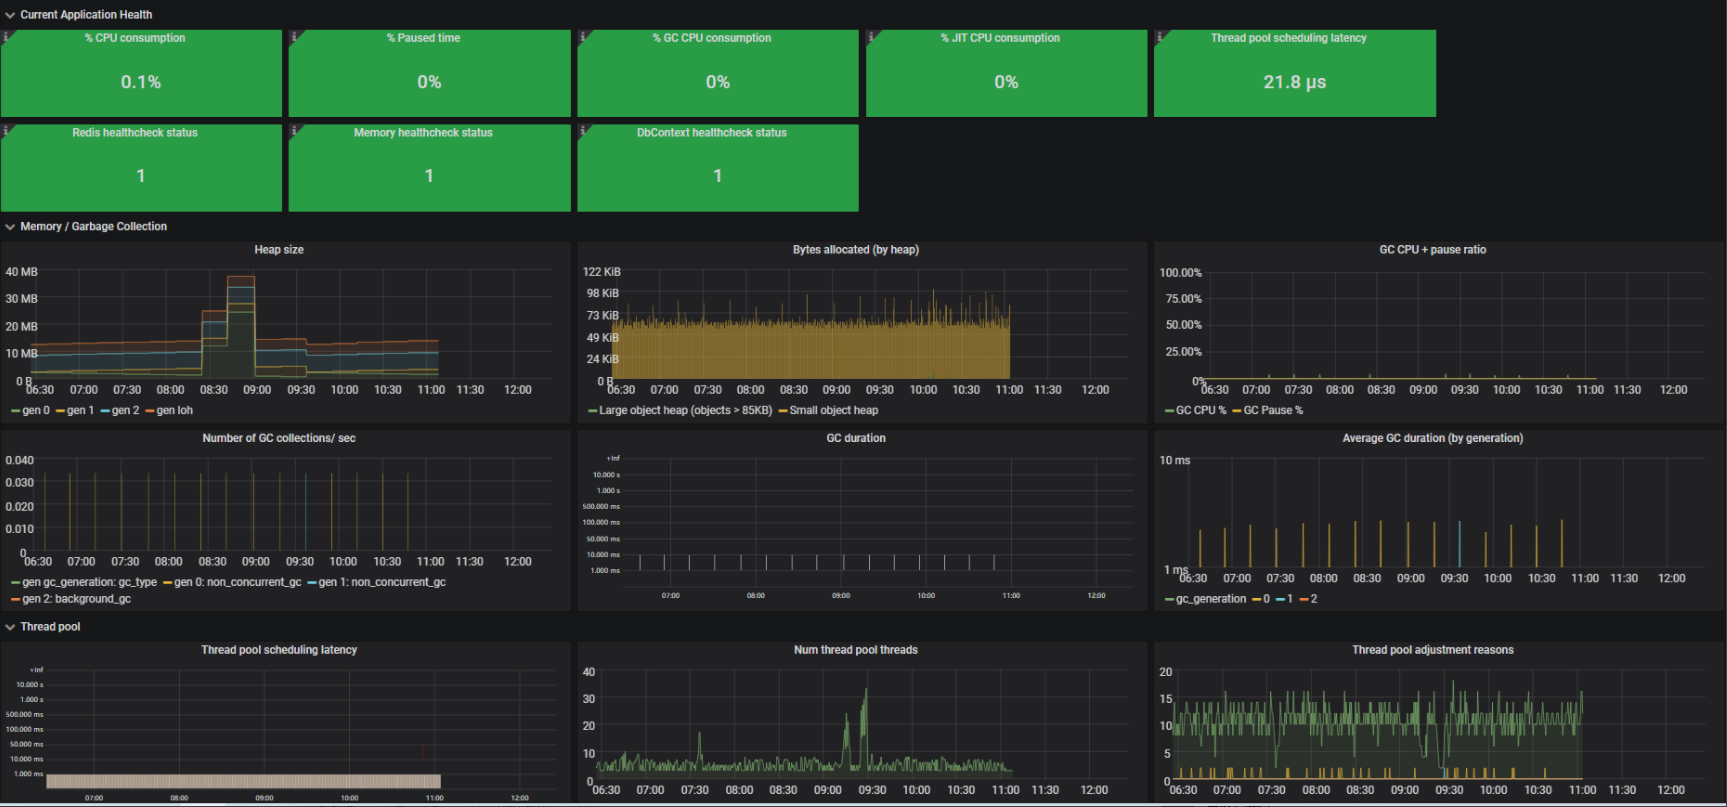 Current Application Health
% CPU consumption
0.1%
% Paused time
0%
% GC CPU consumption
0%
% JIT CPU consumption
0%
Thread pool scheduling latency
21.8 µs
Redis healthcheck status
1
Memory healthcheck status
1
DbContext healthcheck status
1
Memory / Garbage Collection
Heap size
40 MB
30 MB
20 MB
10 MB
0 B
06:30 07:00 07:30 08:00 08:30 09:00 09:30 10:00 10:30 11:00 11:30 12:00
gen 0 gen 1 gen 2 gen loh
Bytes allocated (by heap)
122 KiB
98 KiB
73 KiB
49 KiB
24 KiB
0 B
06:30 07:00 07:30 08:00 08:30 09:00 09:30 10:00 10:30 11:00 11:30 12:00
Large object heap (objects > 85KB) Small object heap
GC CPU + pause ratio
100.00%
75.00%
50.00%
25.00%
0%
06:30 07:00 07:30 08:00 08:30 09:00 09:30 10:00 10:30 11:00 11:30 12:00
GC CPU % GC Pause %
Number of GC collections/ sec
0.040
0.030
0.020
0.010
0
06:30 07:00 07:30 08:00 08:30 09:00 09:30 10:00 10:30 11:00 11:30 12:00
gen gc_generation: gc_type gen 0: non_concurrent_gc gen 1: non_concurrent_gc
gen 2: background_gc
GC duration
+Inf
10.000 s
1.000 s
500.000 ms
100.000 ms
50.000 ms
10.000 ms
1.000 ms
07:00 08:00 09:00 10:00 11:00 12:00
Average GC duration (by generation)
10 ms
1 ms
06:30 07:00 07:30 08:00 08:30 09:00 09:30 10:00 10:30 11:00 11:30 12:00
gc_generation 0 1 2
Thread pool
Thread pool scheduling latency
+Inf
10.000 s
1.000 s
500.000 ms
100.000 ms
50.000 ms
10.000 ms
1.000 ms
07:00 08:00 09:00 10:00 11:00 12:00
Num thread pool threads
40
30
20
10
0
06:30 07:00 07:30 08:00 08:30 09:00 09:30 10:00 10:30 11:00 11:30 12:00
Thread pool adjustment reasons
20
15
10
5
0
06:30 07:00 07:30 08:00 08:30 09:00 09:30 10:00 10:30 11:00 11:30 12:00